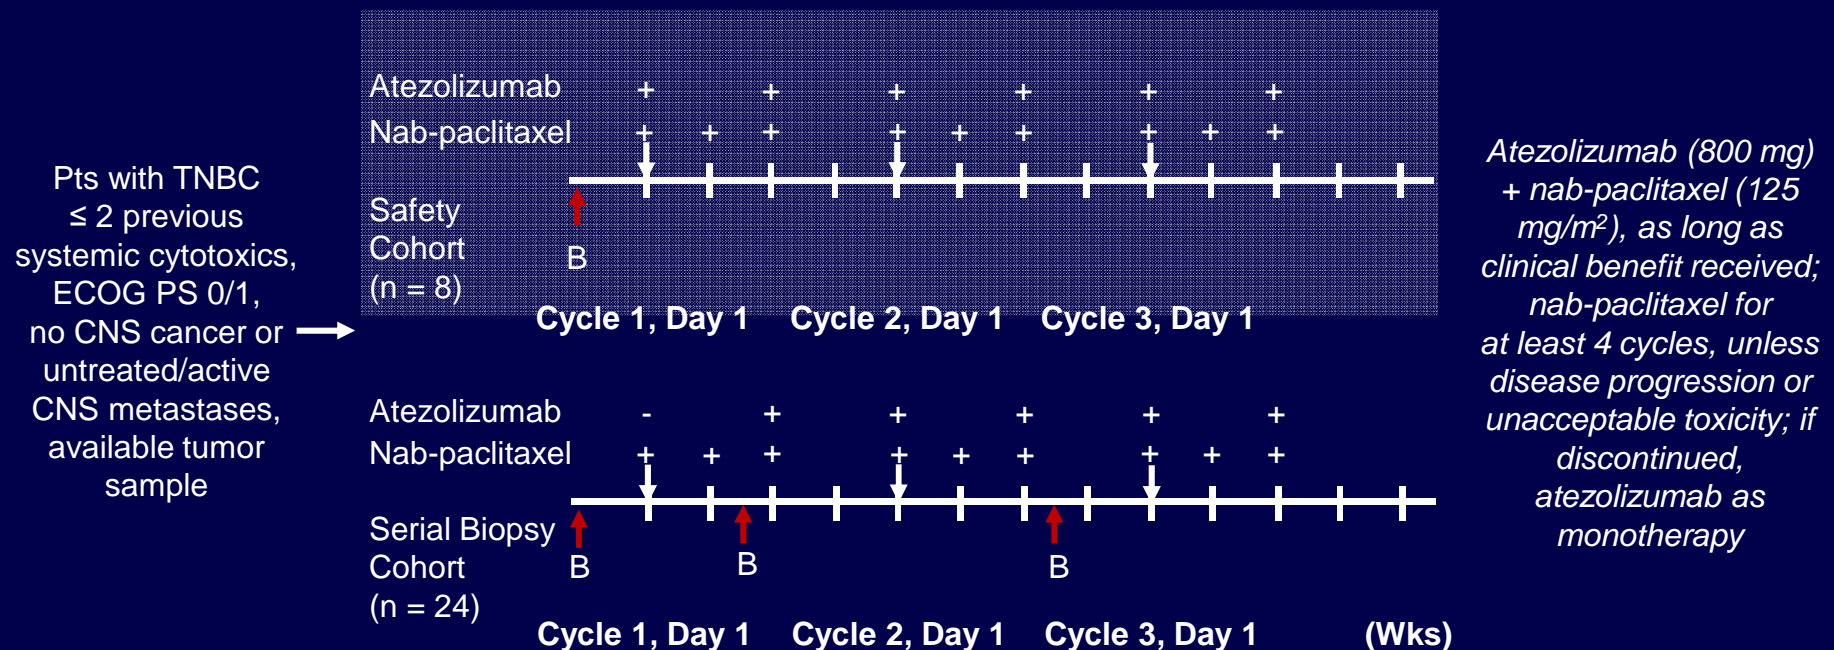 Pts with TNBC
≤ 2 previous
systemic cytotoxics,
ECOG PS 0/1,
no CNS cancer or
untreated/active
CNS metastases,
available tumor
sample
Atezolizumab + + + + + +
Nab-paclitaxel + + + + + + + + +
Safety
Cohort
(n = 8)
B
Cycle 1, Day 1 Cycle 2, Day 1 Cycle 3, Day 1
Atezolizumab - + + + + +
Nab-paclitaxel + + + + + + + + +
Serial Biopsy
Cohort
(n = 24)
B B B
Cycle 1, Day 1 Cycle 2, Day 1 Cycle 3, Day 1 (Wks)
Atezolizumab (800 mg)
+ nab-paclitaxel (125
mg/m²), as long as
clinical benefit received;
nab-paclitaxel for
at least 4 cycles, unless
disease progression or
unacceptable toxicity; if
discontinued,
atezolizumab as
monotherapy